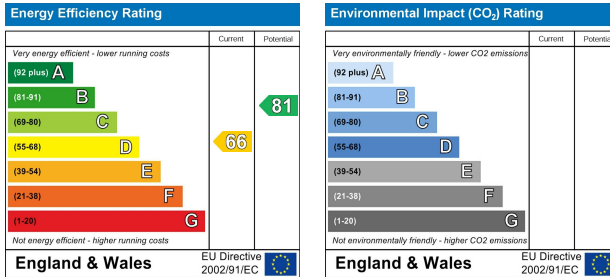 Energy Efficiency Rating
Current Potential
Very energy efficient - lower running costs
(92 plus) A
(81-91) B
81
(69-80) C
(55-68) D
66
(39-54) E
(21-38) F
(1-20) G
Not energy efficient - higher running costs
England & Wales
EU Directive
2002/91/EC
Environmental Impact (CO₂) Rating
Current Potential
Very environmentally friendly - lower CO2 emissions
(92 plus) A
(81-91) B
(69-80) C
(55-68) D
(39-54) E
(21-38) F
(1-20) G
Not environmentally friendly - higher CO2 emissions
England & Wales
EU Directive
2002/91/EC